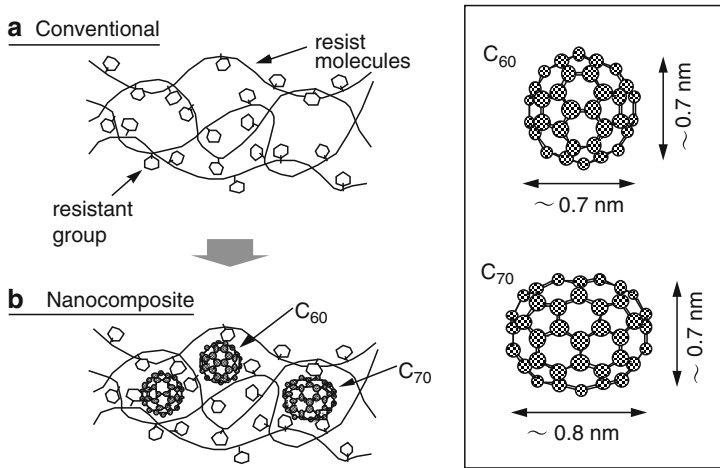 a Conventional
resist
molecules
resistant
group
b Nanocomposite
C60
C70
C60
~ 0.7 nm
~ 0.7 nm
C70
~ 0.7 nm
~ 0.8 nm